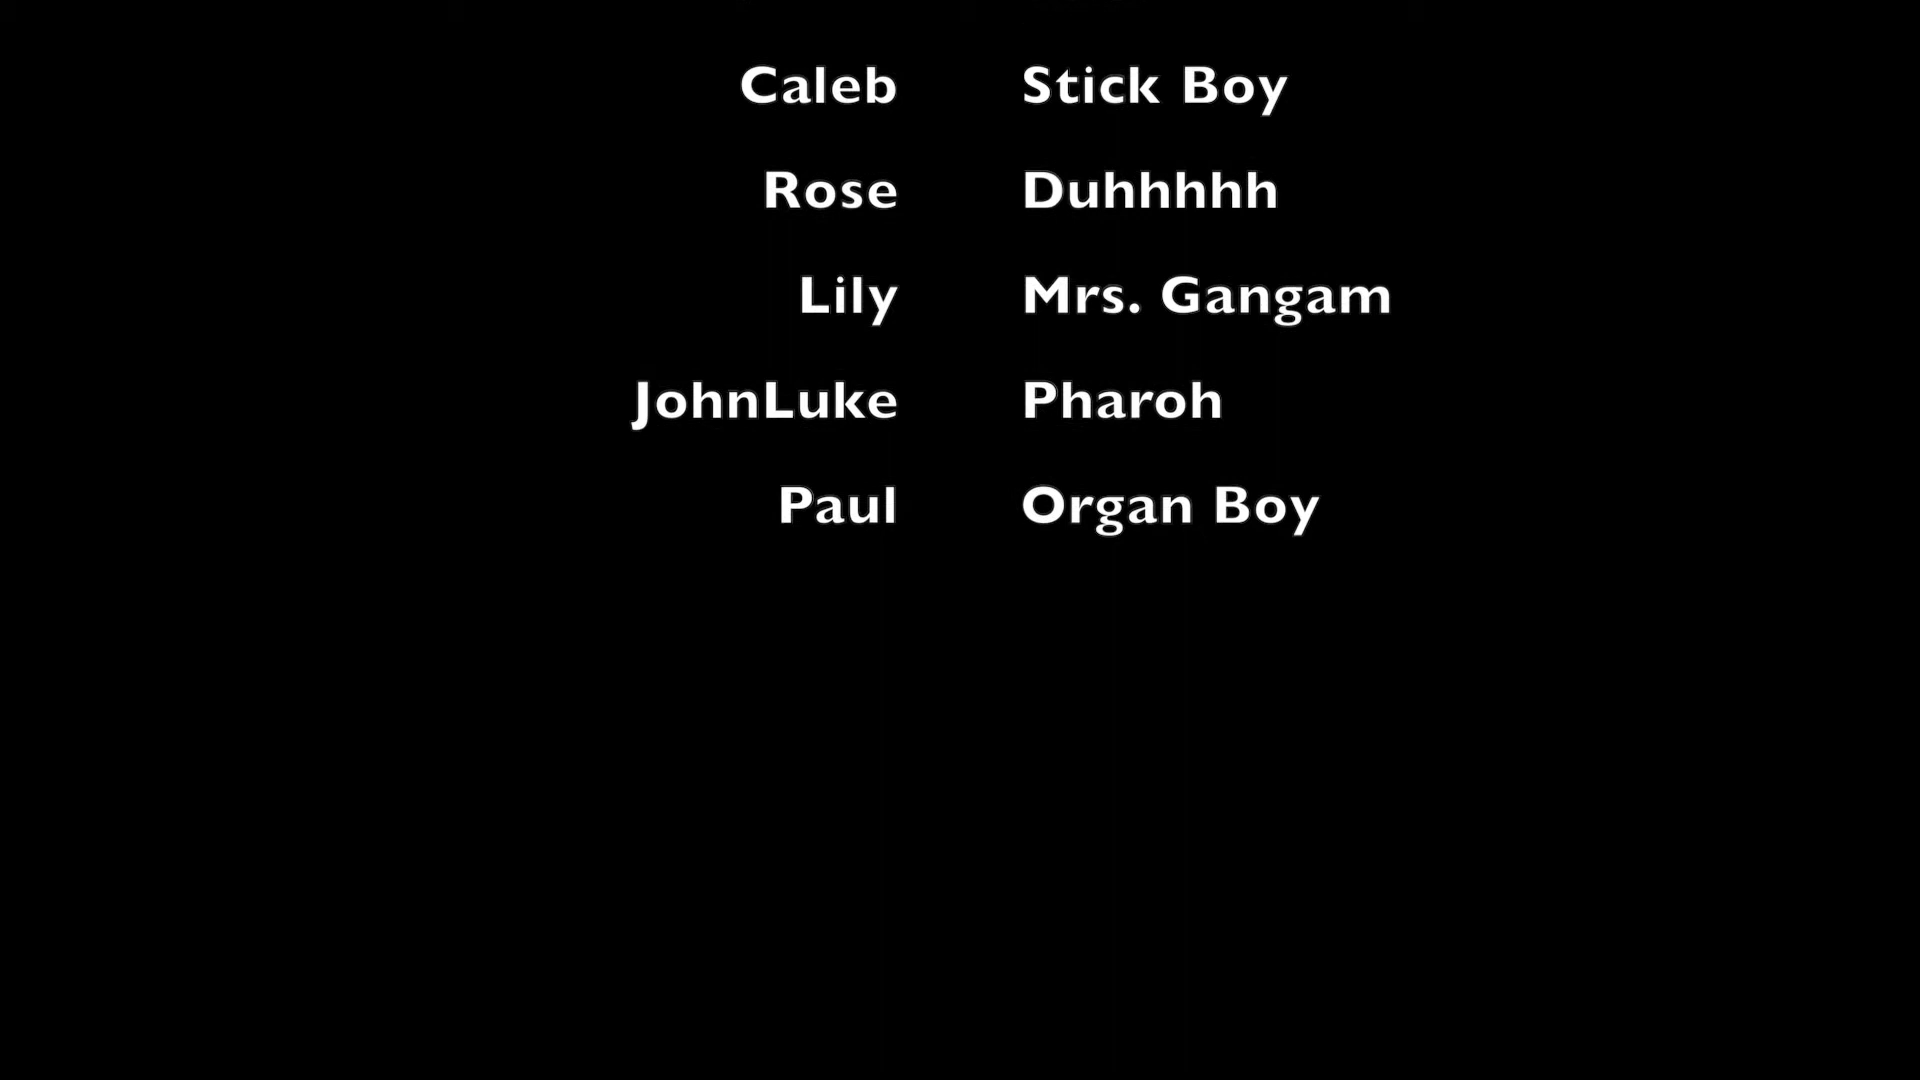 Caleb Stick Boy
Rose Duhhhhh
Lily Mrs. Gangam
JohnLuke Pharoh
Paul Organ Boy